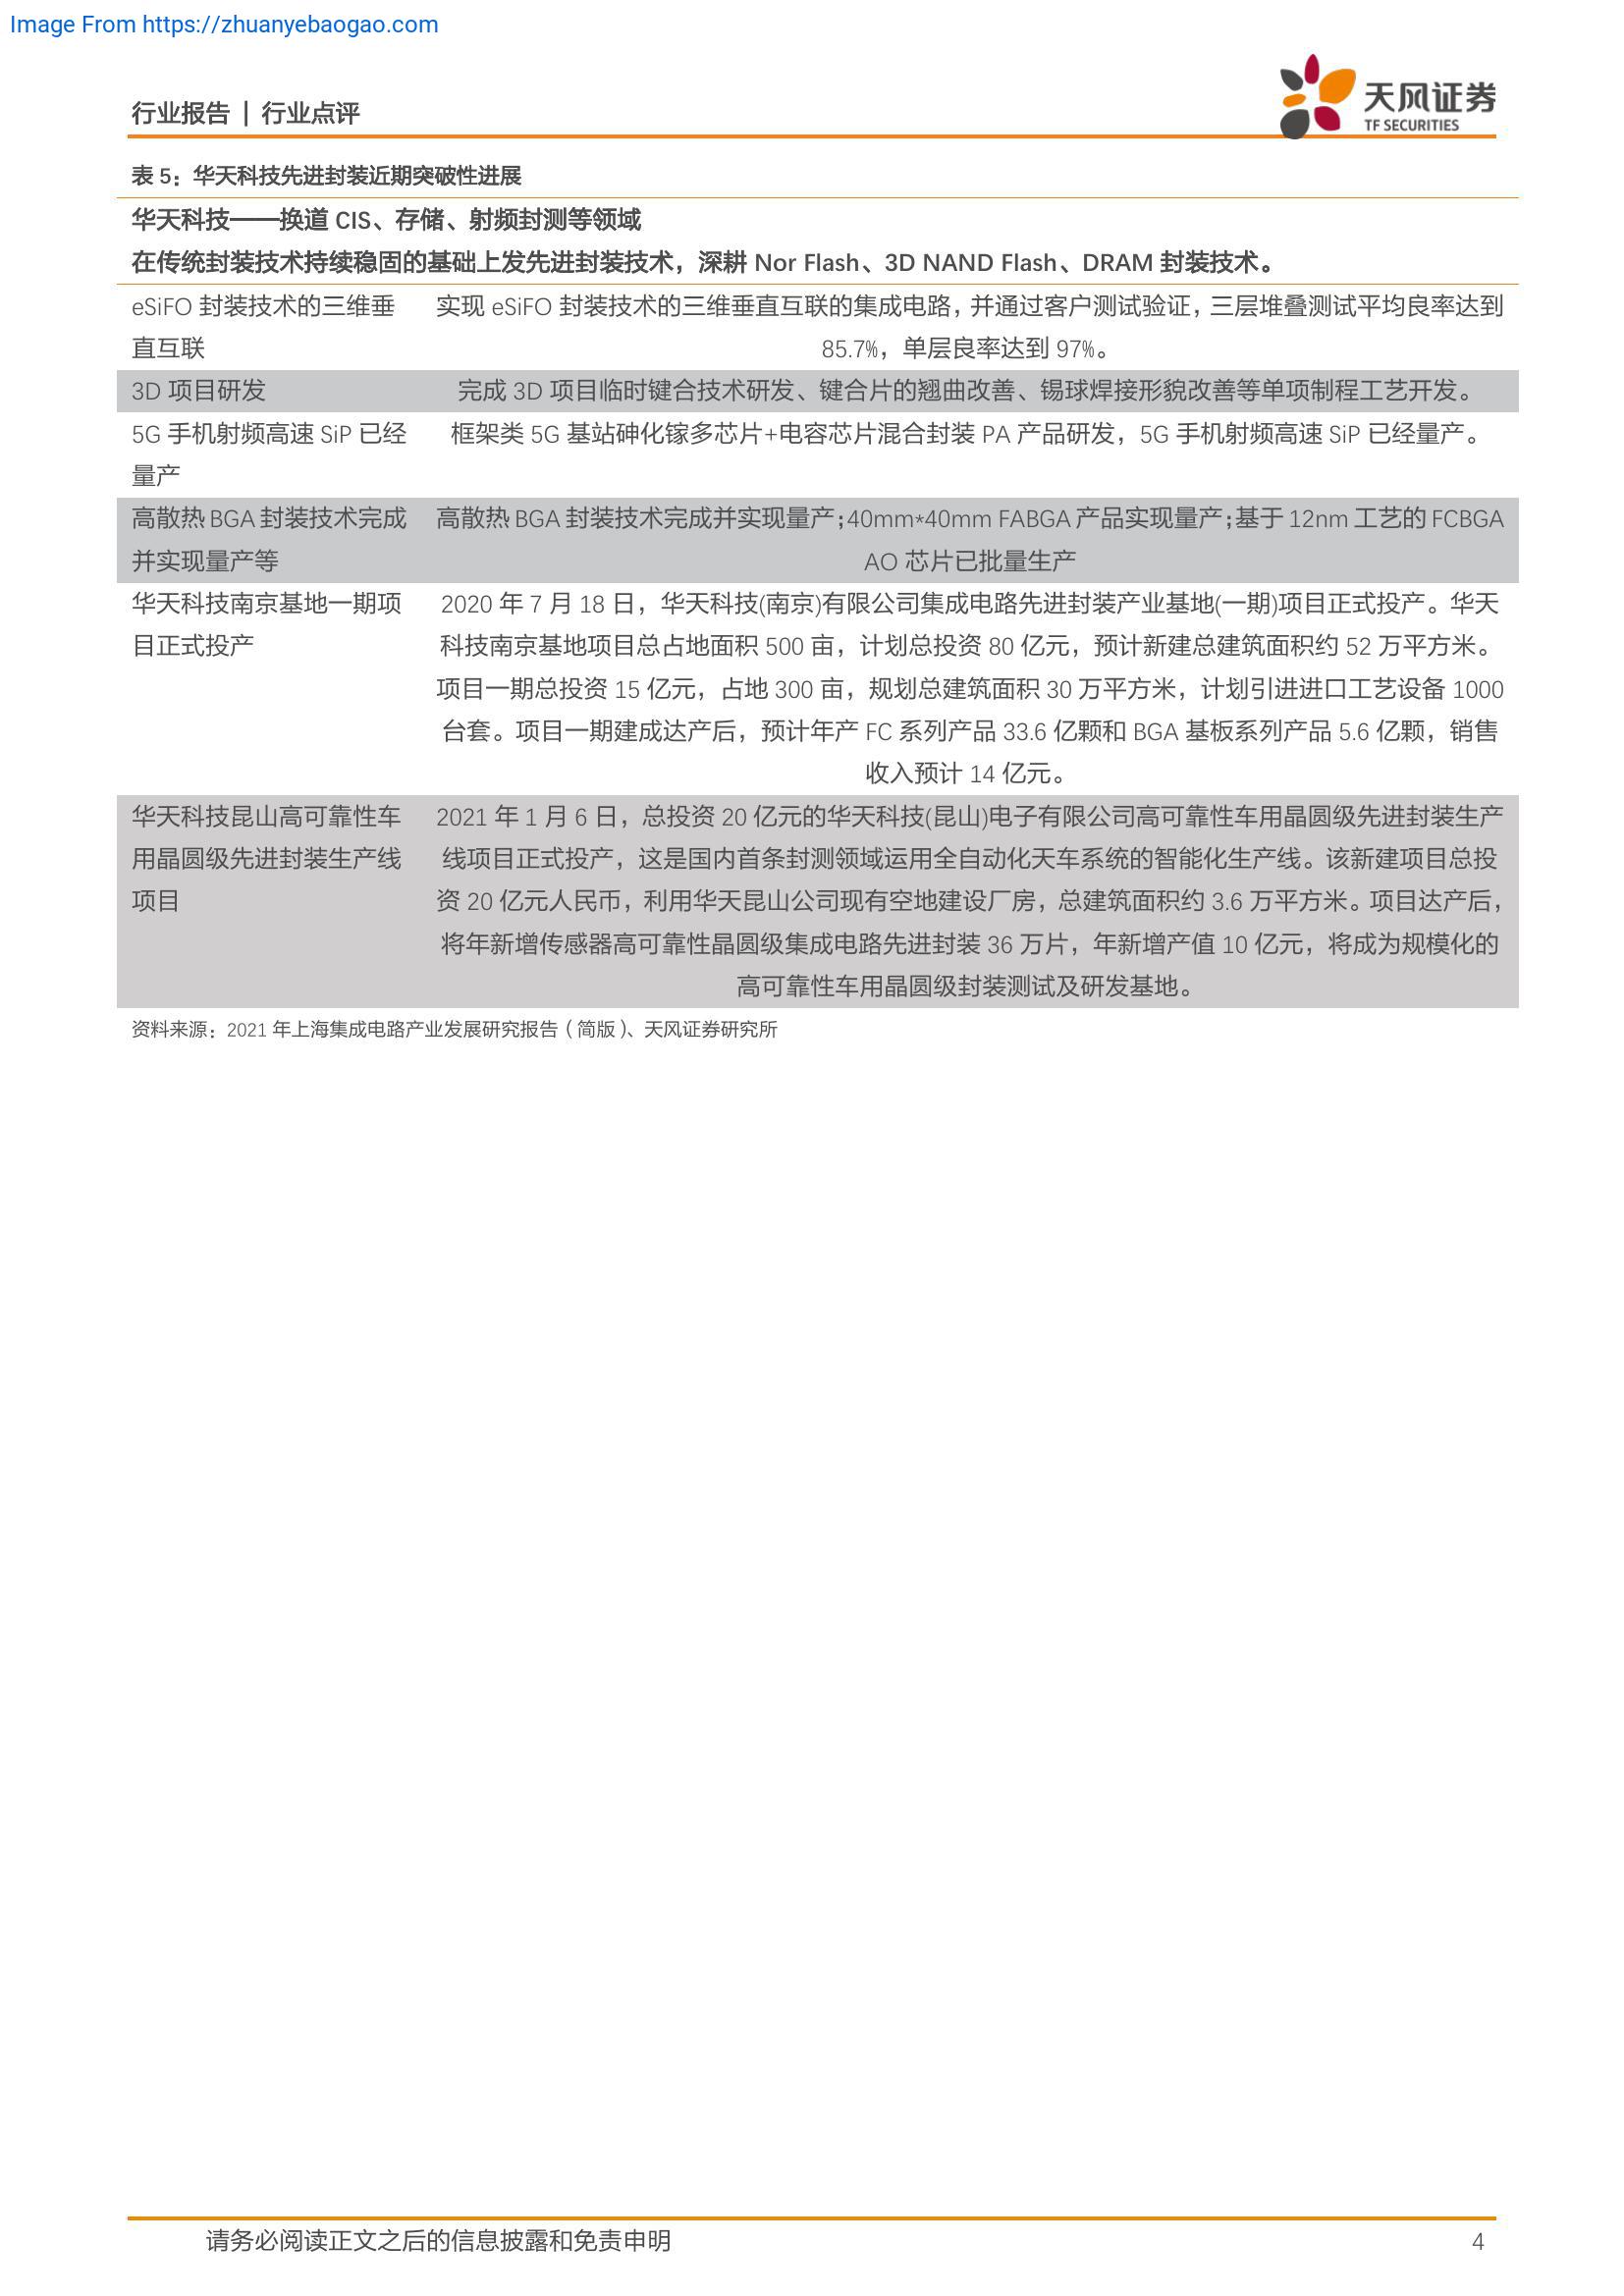 Image From https://zhuanyebaogao.com
行业报告 | 行业点评
天风证券
TF SECURITIES
表 5：华天科技先进封装近期突破性进展
华天科技——换道 CIS、存储、射频封测等领域
在传统封装技术持续稳固的基础上发先进封装技术，深耕 Nor Flash、3D NAND Flash、DRAM 封装技术。
eSiFO 封装技术的三维垂
直互联
实现 eSiFO 封装技术的三维垂直互联的集成电路，并通过客户测试验证，三层堆叠测试平均良率达到
85.7%，单层良率达到 97%。
3D 项目研发
完成 3D 项目临时键合技术研发、键合片的翘曲改善、锡球焊接形貌改善等单项制程工艺开发。
5G 手机射频高速 SiP 已经
量产
框架类 5G 基站砷化镓多芯片+电容芯片混合封装 PA 产品研发，5G 手机射频高速 SiP 已经量产。
高散热 BGA 封装技术完成
并实现量产等
高散热 BGA 封装技术完成并实现量产；40mm*40mm FABGA 产品实现量产；基于 12nm 工艺的 FCBGA
AO 芯片已批量生产
华天科技南京基地一期项
目正式投产
2020 年 7 月 18 日，华天科技(南京)有限公司集成电路先进封装产业基地(一期)项目正式投产。华天
科技南京基地项目总占地面积 500 亩，计划总投资 80 亿元，预计新建总建筑面积约 52 万平方米。
项目一期总投资 15 亿元，占地 300 亩，规划总建筑面积 30 万平方米，计划引进进口工艺设备 1000
台套。项目一期建成达产后，预计年产 FC 系列产品 33.6 亿颗和 BGA 基板系列产品 5.6 亿颗，销售
收入预计 14 亿元。
华天科技昆山高可靠性车
用晶圆级先进封装生产线
项目
2021 年 1 月 6 日，总投资 20 亿元的华天科技(昆山)电子有限公司高可靠性车用晶圆级先进封装生产
线项目正式投产，这是国内首条封测领域运用全自动化天车系统的智能化生产线。该新建项目总投
资 20 亿元人民币，利用华天昆山公司现有空地建设厂房，总建筑面积约 3.6 万平方米。项目达产后，
将年新增传感器高可靠性晶圆级集成电路先进封装 36 万片，年新增产值 10 亿元，将成为规模化的
高可靠性车用晶圆级封装测试及研发基地。
资料来源：2021 年上海集成电路产业发展研究报告（简版）、天风证券研究所
请务必阅读正文之后的信息披露和免责申明
4